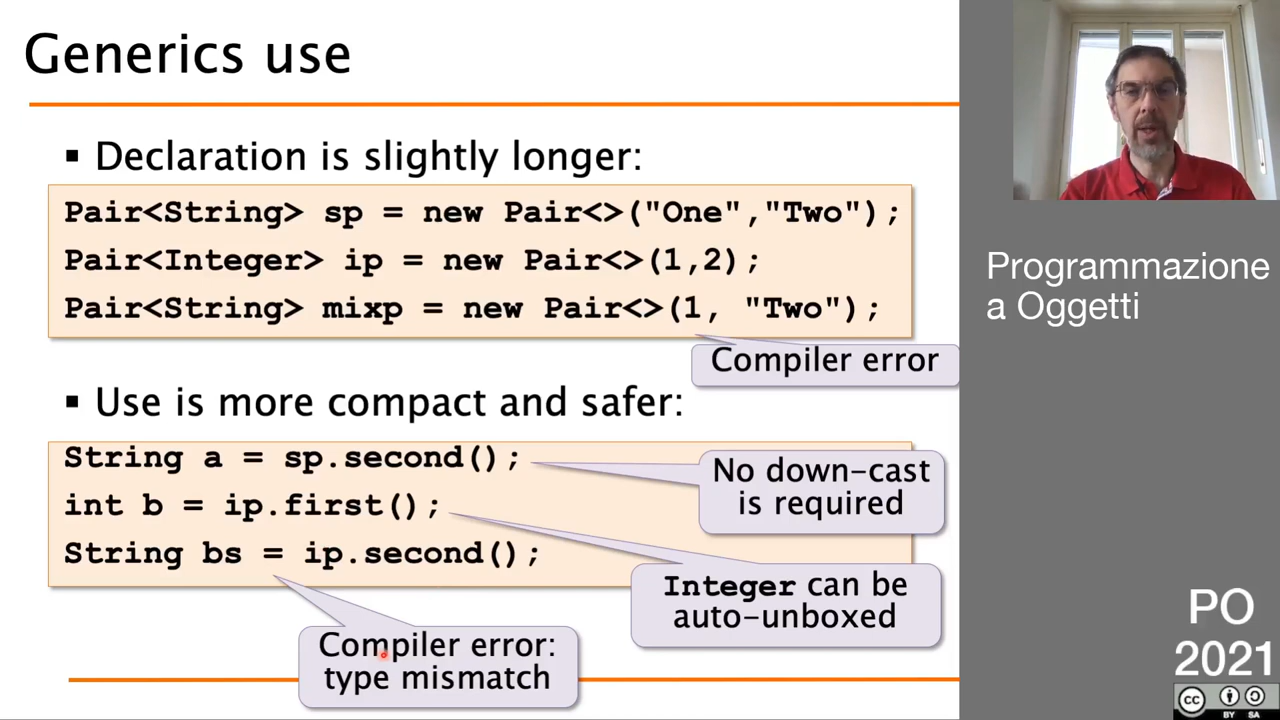 Generics use
▪ Declaration is slightly longer:
Pair<String> sp = new Pair<>("One","Two");
Pair<Integer> ip = new Pair<>(1,2);
Pair<String> mixp = new Pair<>(1, "Two");
Compiler error
▪ Use is more compact and safer:
String a = sp.second();
int b = ip.first();
String bs = ip.second();
No down-cast
is required
Integer can be
auto-unboxed
Compiler error:
type mismatch
Programmazione
a Oggetti
PO
2021
cc
BY SA